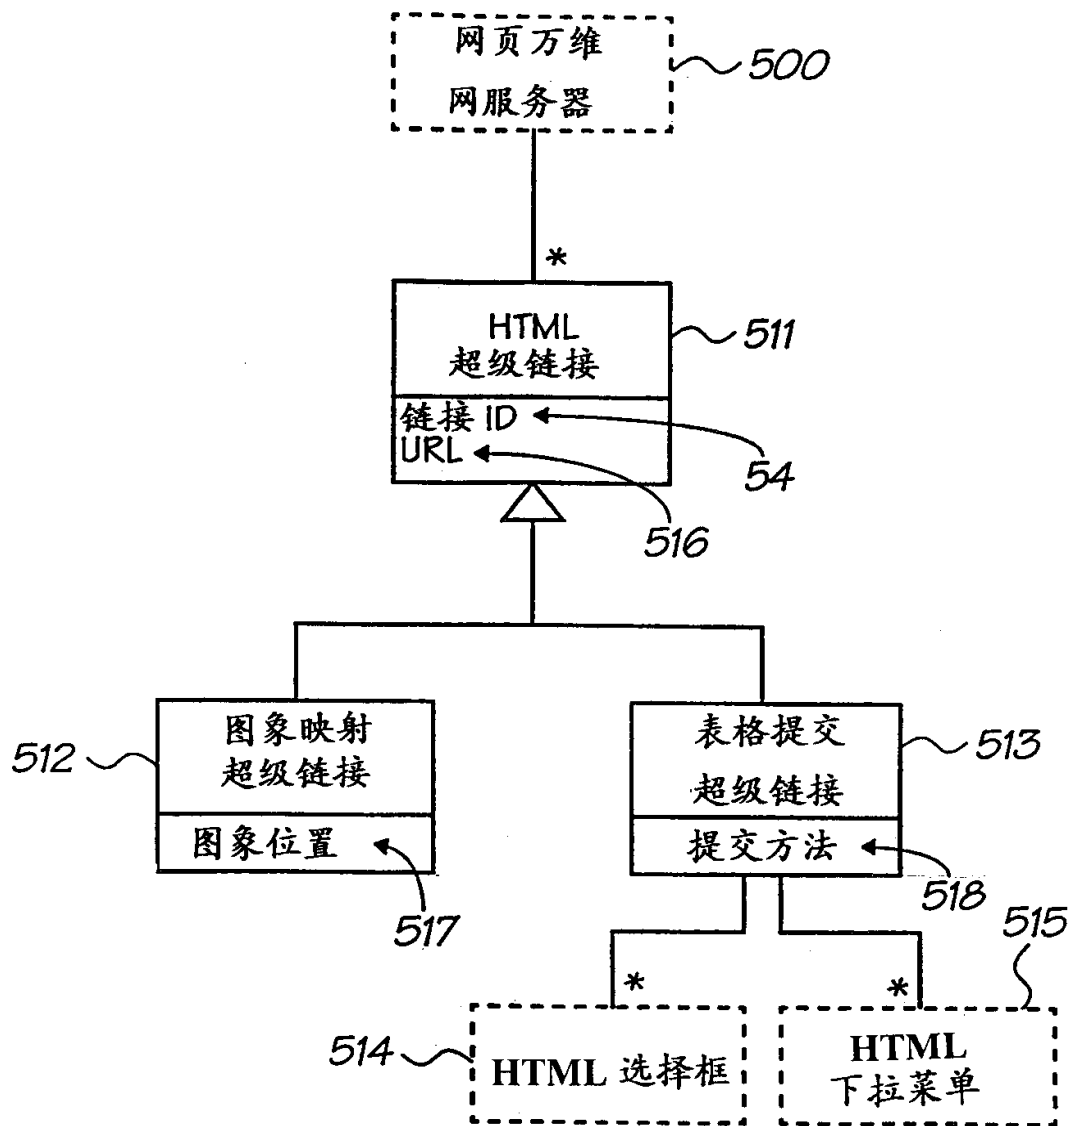 网页万维
网服务器
500
*
HTML
超级链接
511
链接 ID
URL
54
516
图象映射
超级链接
512
图象位置
517
表格提交
超级链接
513
提交方法
518
515
*
*
514
HTML 选择框
HTML
下拉菜单